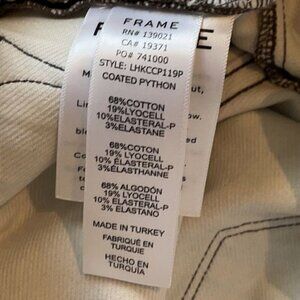 FRAME
RN# 139021
CA# 19371
PO# 741000
STYLE: LHKCCP119P
COATED PYTHON
68%COTTON
19% LYOCELL
10% ELASTERAL-P
3%ELASTANE
68%COTON
19% LYOCELL
10% ELASTERAL-P
3%ELASTHANNE
68% ALGODÓN
19% LYOCELL
10% ELASTERAL-P
3% ELASTANO
MADE IN TURKEY
FABRIQUÉ EN
TURQUIE
HECHO EN
TURQUÍA